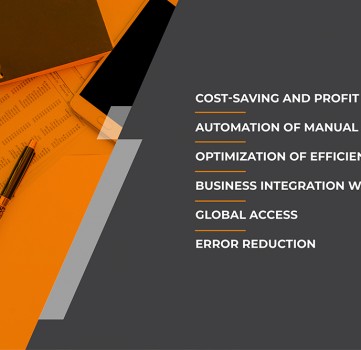 COST-SAVING AND PROFIT
AUTOMATION OF MANUAL
OPTIMIZATION OF EFFICIEN
BUSINESS INTEGRATION W
GLOBAL ACCESS
ERROR REDUCTION